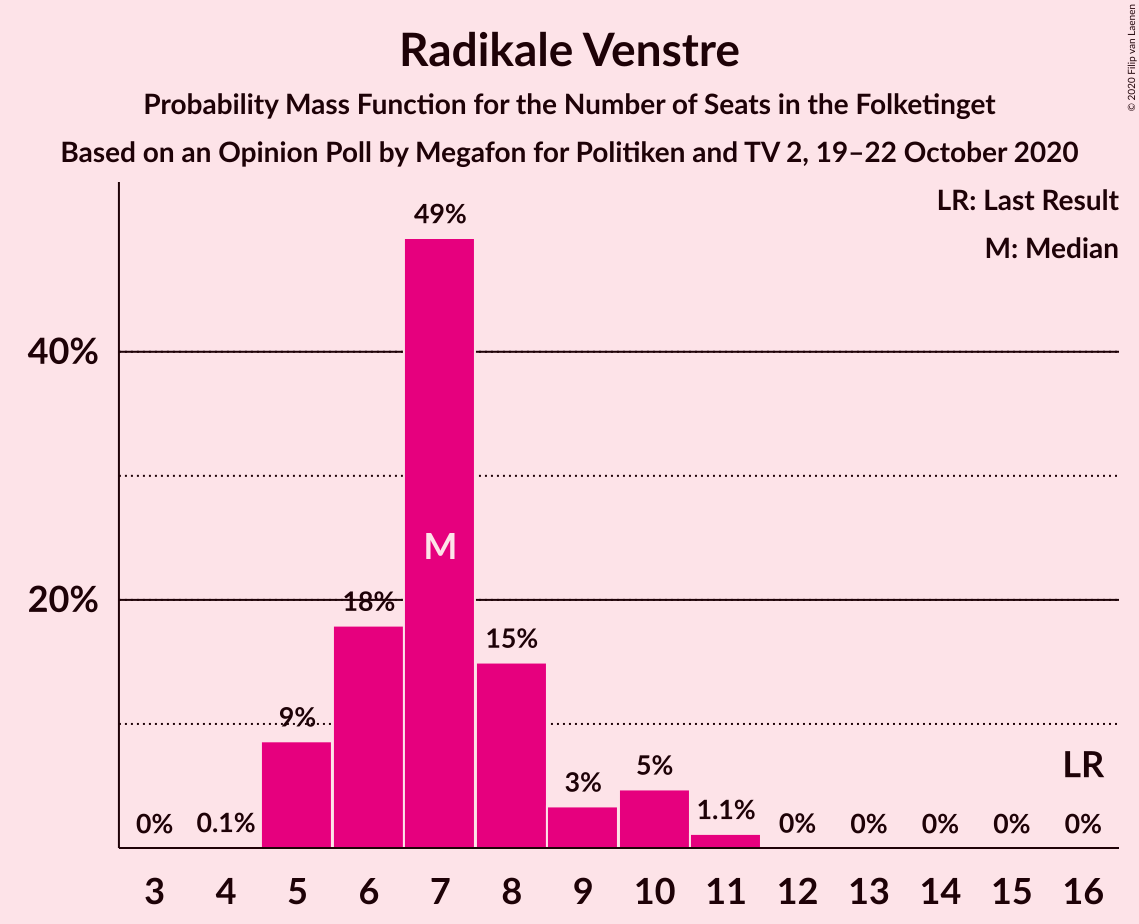 Radikale Venstre
Probability Mass Function for the Number of Seats in the Folketinget
Based on an Opinion Poll by Megafon for Politiken and TV 2, 19–22 October 2020
© 2020 Filip van Laenen
LR: Last Result
M: Median
40%
20%
0%
0.1%
9%
18%
49%
M
15%
3%
5%
1.1%
0%
0%
0%
0%
LR
0%
3 4 5 6 7 8 9 10 11 12 13 14 15 16